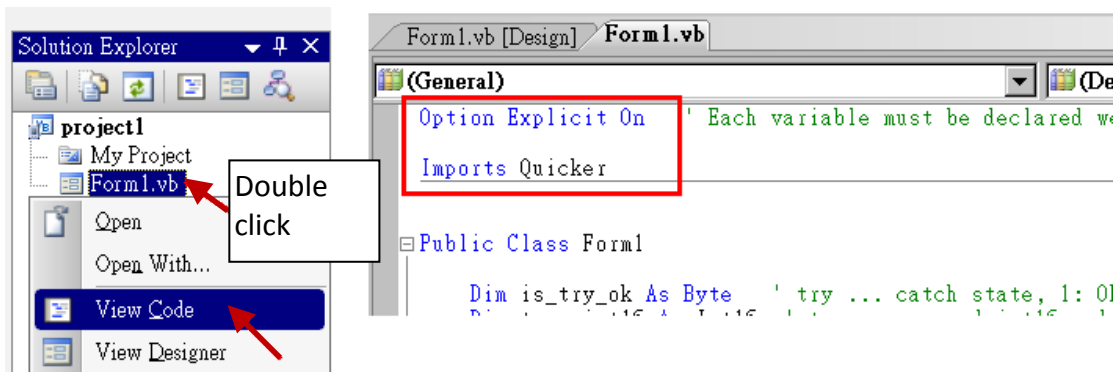 Solution Explorer
project1
My Project
Form1.vb
Double
click
Open
Open With...
View Code
View Designer
Form1.vb [Design] Form1.vb
(General) (De
Option Explicit On ' Each variable must be declared we
Imports Quicker
Public Class Form1
Dim is_try_ok As Byte ' try ... catch state, 1: O